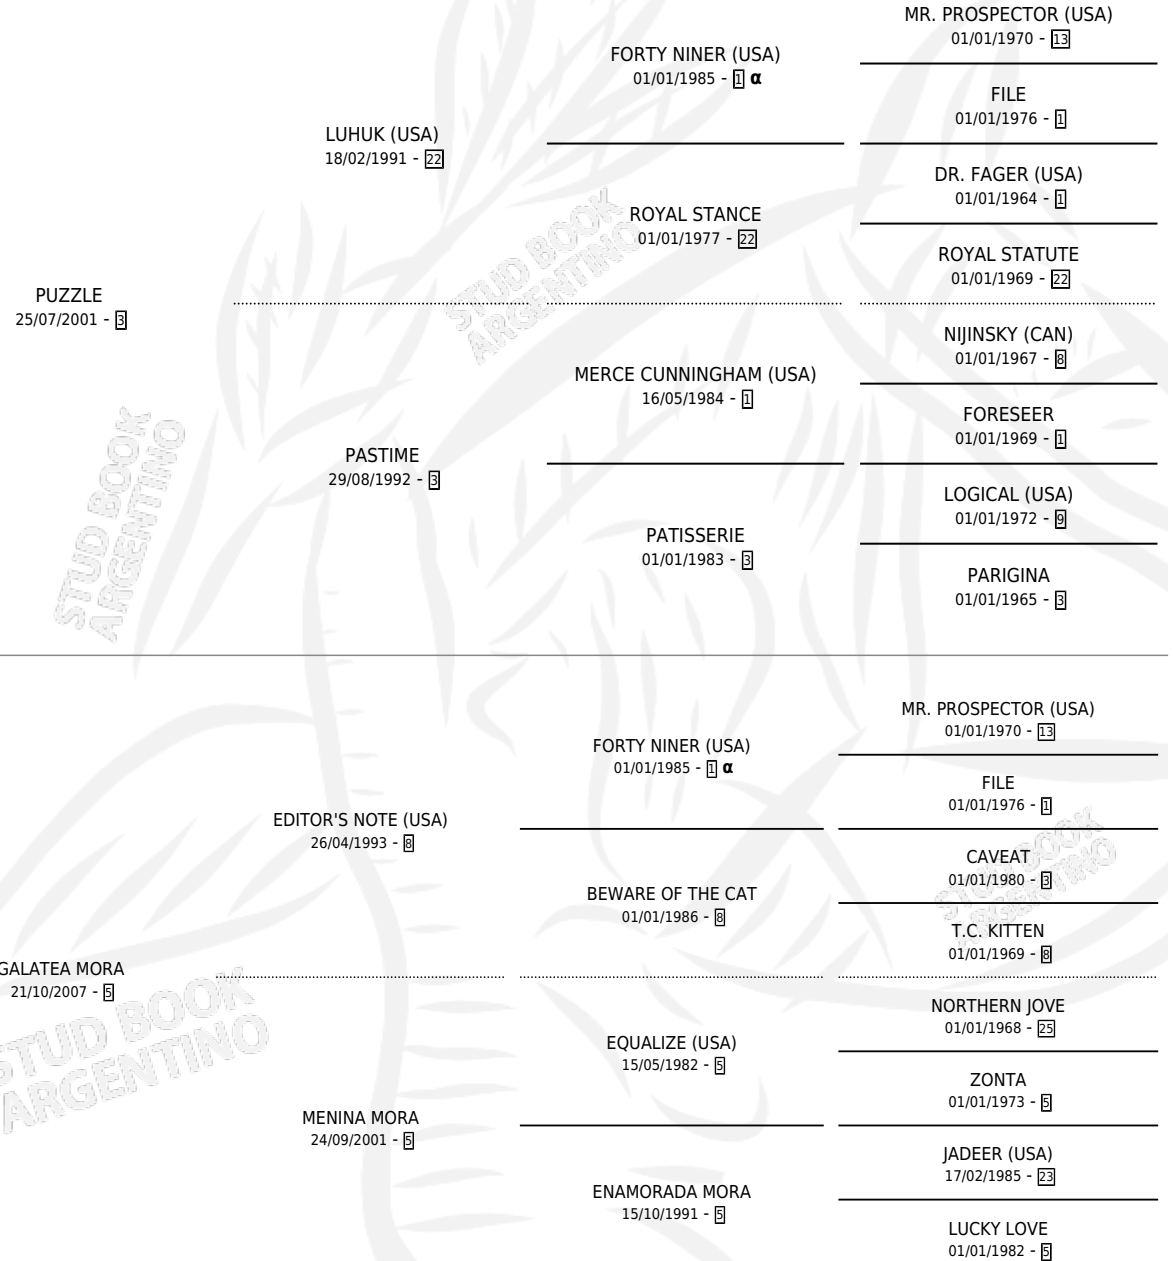 MR. PROSPECTOR (USA)
01/01/1970 - 13
FORTY NINER (USA)
01/01/1985 - 1 α
FILE
01/01/1976 - 1
LUHUK (USA)
18/02/1991 - 22
DR. FAGER (USA)
01/01/1964 - 1
ROYAL STANCE
01/01/1977 - 22
ROYAL STATUTE
01/01/1969 - 22
PUZZLE
25/07/2001 - 3
NIJINSKY (CAN)
01/01/1967 - 8
MERCE CUNNINGHAM (USA)
16/05/1984 - 1
FORESEER
01/01/1969 - 1
PASTIME
29/08/1992 - 3
LOGICAL (USA)
01/01/1972 - 9
PATISSERIE
01/01/1983 - 3
PARIGINA
01/01/1965 - 3
MR. PROSPECTOR (USA)
01/01/1970 - 13
FORTY NINER (USA)
01/01/1985 - 1 α
FILE
01/01/1976 - 1
EDITOR'S NOTE (USA)
26/04/1993 - 8
CAVEAT
01/01/1980 - 3
BEWARE OF THE CAT
01/01/1986 - 8
T.C. KITTEN
01/01/1969 - 8
GALATEA MORA
21/10/2007 - 5
NORTHERN JOVE
01/01/1968 - 25
EQUALIZE (USA)
15/05/1982 - 5
ZONTA
01/01/1973 - 5
MENINA MORA
24/09/2001 - 5
JADEER (USA)
17/02/1985 - 23
ENAMORADA MORA
15/10/1991 - 5
LUCKY LOVE
01/01/1982 - 5
STUD BOOK
ARGENTINO
STUD BOOK
ARGENTINO
STUD BOOK
ARGENTINO
STUD BOOK
ARGENTINO